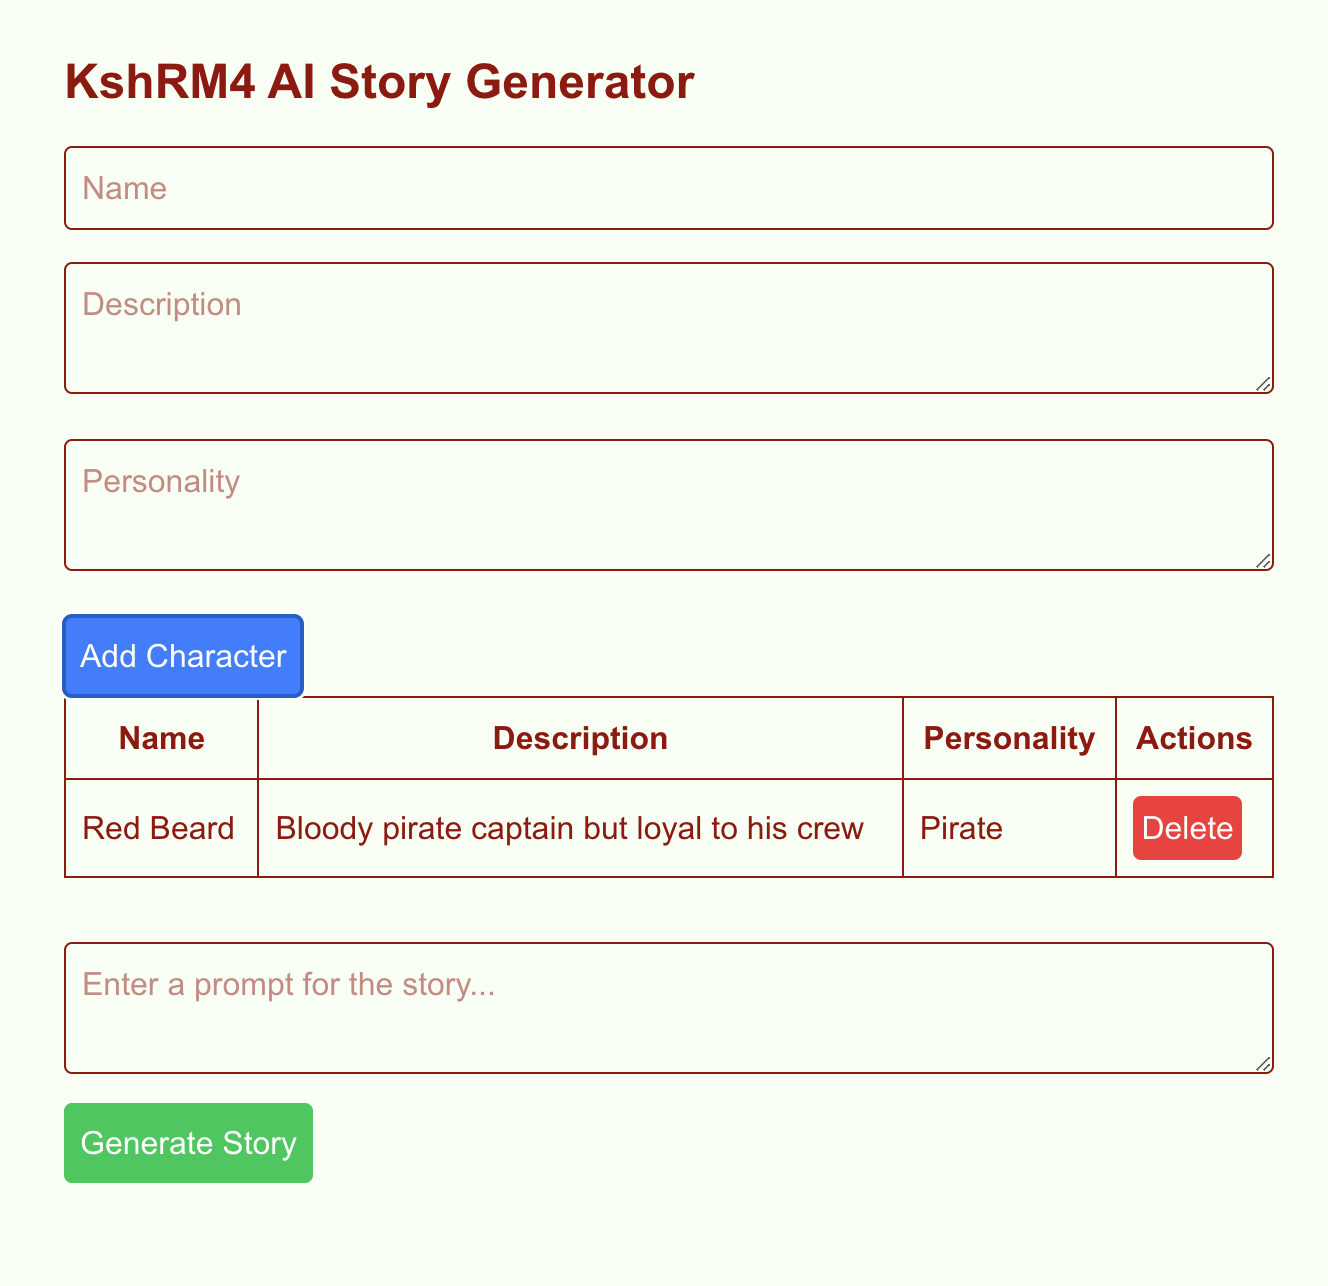 KshRM4 AI Story Generator
Name
Description
Personality
Add Character
Name Description Personality Actions
Red Beard Bloody pirate captain but loyal to his crew Pirate Delete
Enter a prompt for the story...
Generate Story